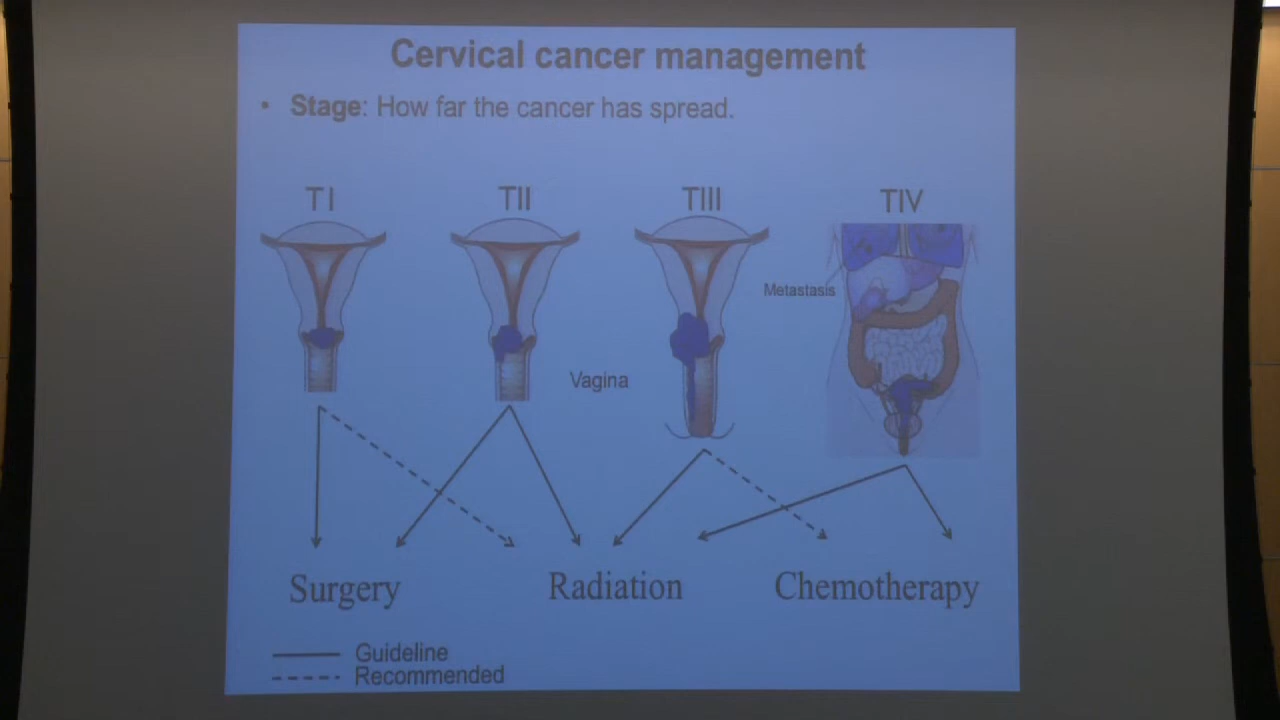 Cervical cancer management
• Stage: How far the cancer has spread.
TI TII TIII TIV
Metastasis
Vagina
Surgery Radiation Chemotherapy
Guideline
Recommended